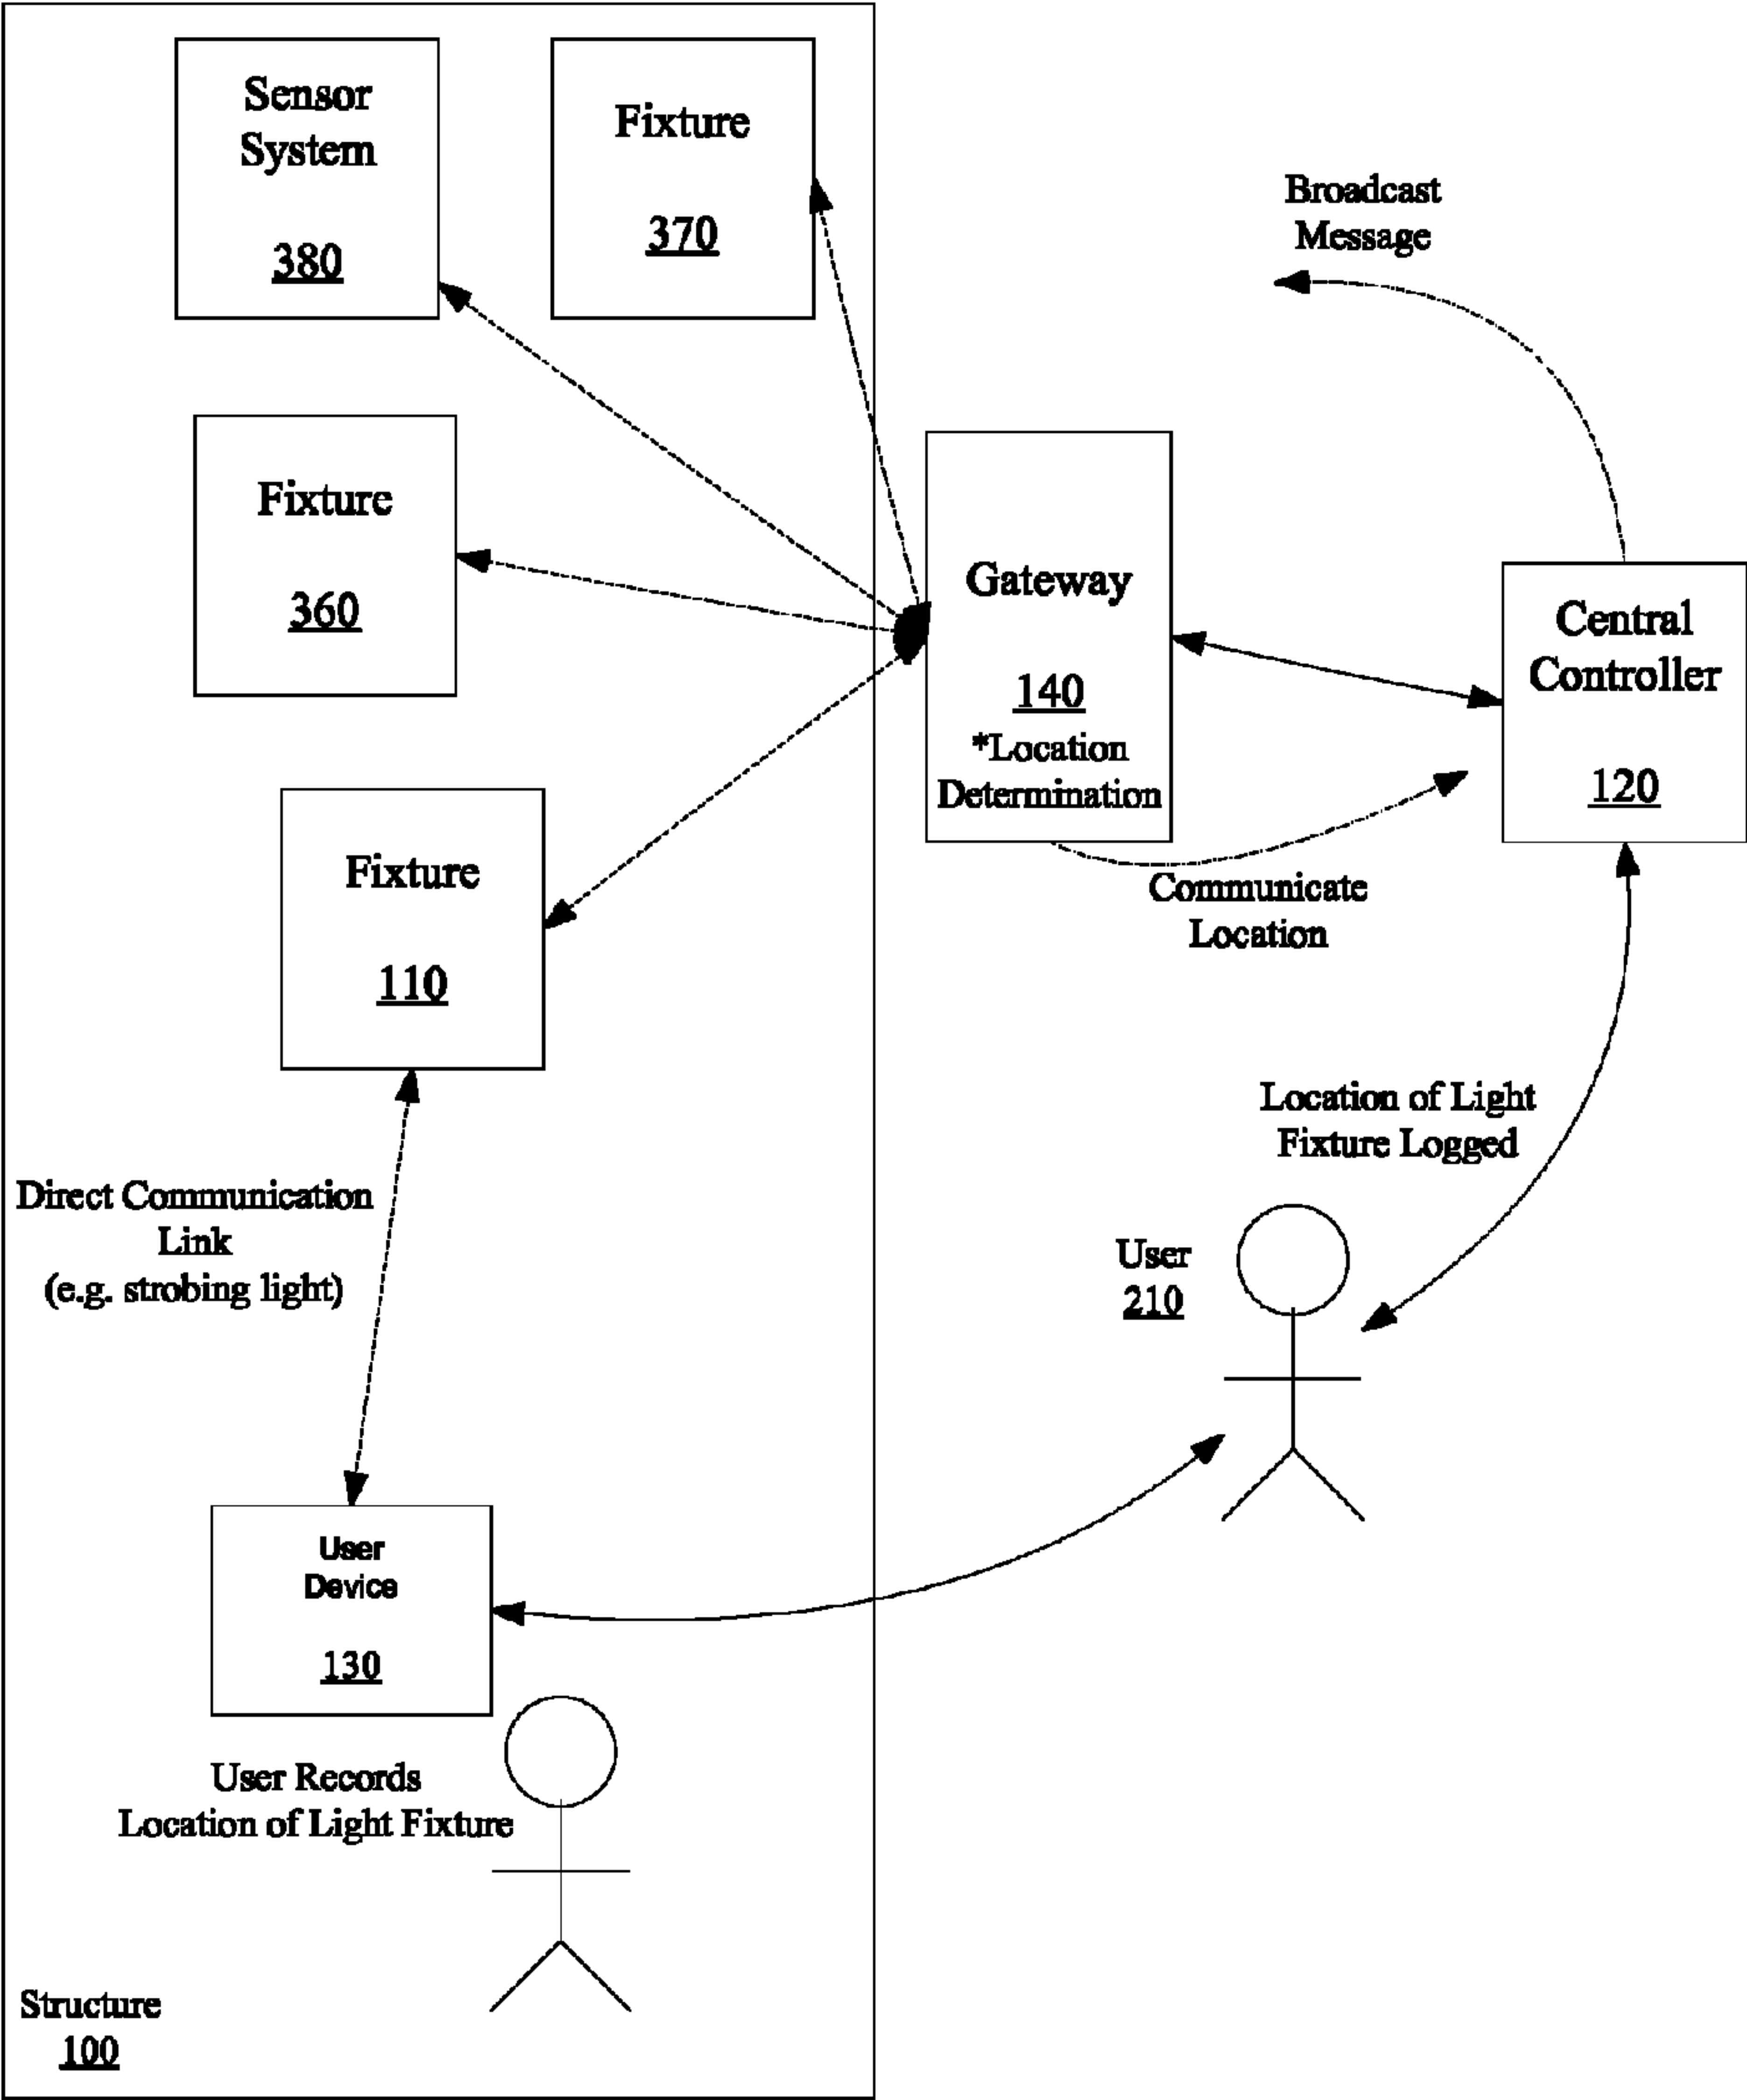 Sensor
System
380
Fixture
370
Broadcast
Message
Fixture
360
Gateway
140
*Location
Determination
Central
Controller
120
Fixture
110
Communicate
Location
Location of Light
Fixture Logged
Direct Communication
Link
(e.g. strobing light)
User
210
User
Device
130
User Records
Location of Light Fixture
Structure
100